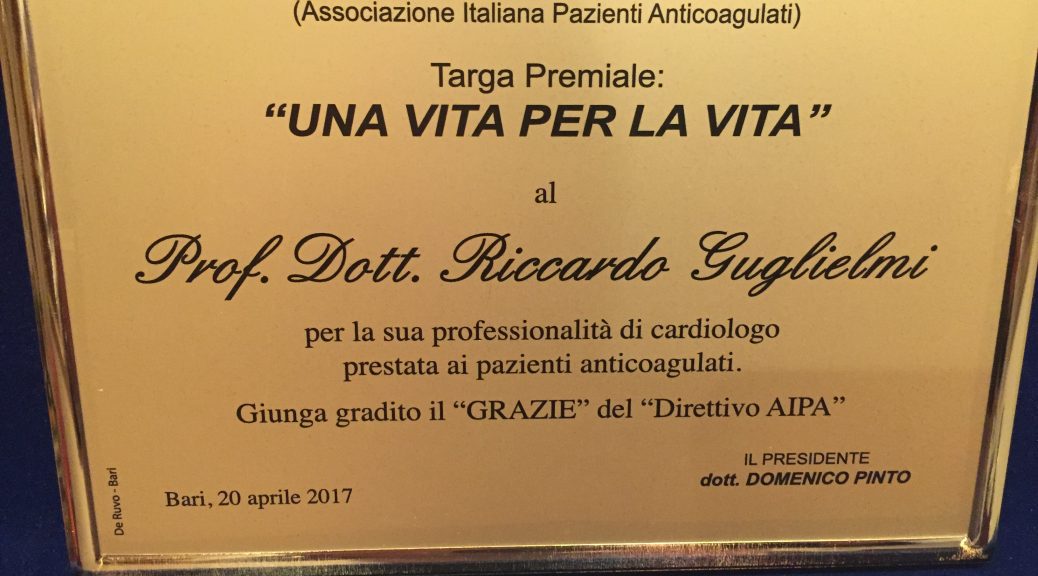 (Associazione Italiana Pazienti Anticoagulati)
Targa Premiale:
“UNA VITA PER LA VITA”
al
Prof. Dott. Riccardo Guglielmi
per la sua professionalità di cardiologo
prestata ai pazienti anticoagulati.
Giunga gradito il “GRAZIE” del “Direttivo AIPA”
IL PRESIDENTE
dott. DOMENICO PINTO
Bari, 20 aprile 2017
De Ruvo - Bari